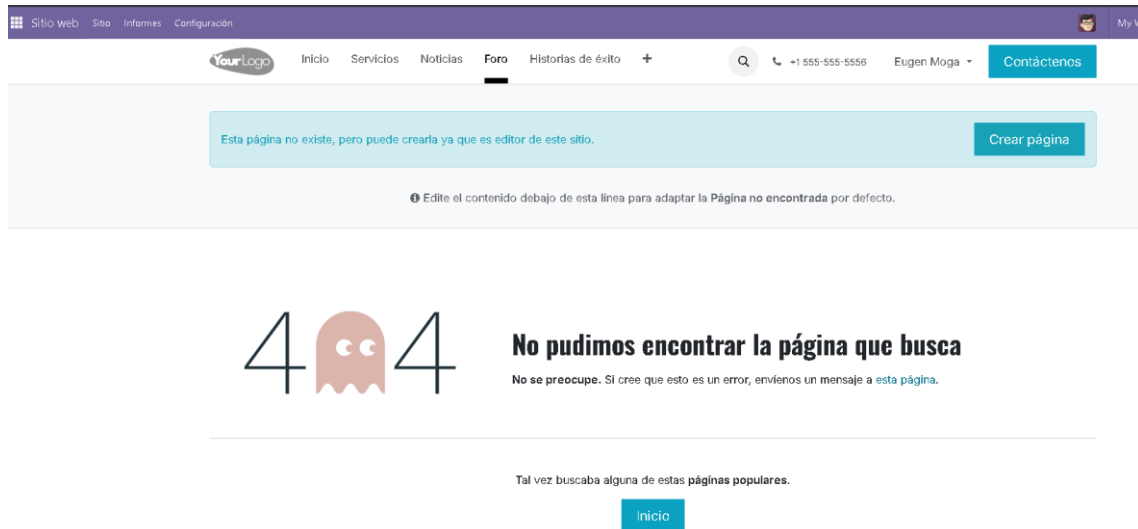 Sitio web Sitio Informes Configuración My
YourLogo Inicio Servicios Noticias Foro Historias de éxito + +1 555-555-5556 Eugen Moga Contáctenos
Esta página no existe, pero puede crearla ya que es editor de este sitio. Crear página
Edite el contenido debajo de esta línea para adaptar la Página no encontrada por defecto.
4 4
No pudimos encontrar la página que busca
No se preocupe. Si cree que esto es un error, envíenos un mensaje a esta página.
Tal vez buscaba alguna de estas páginas populares.
Inicio